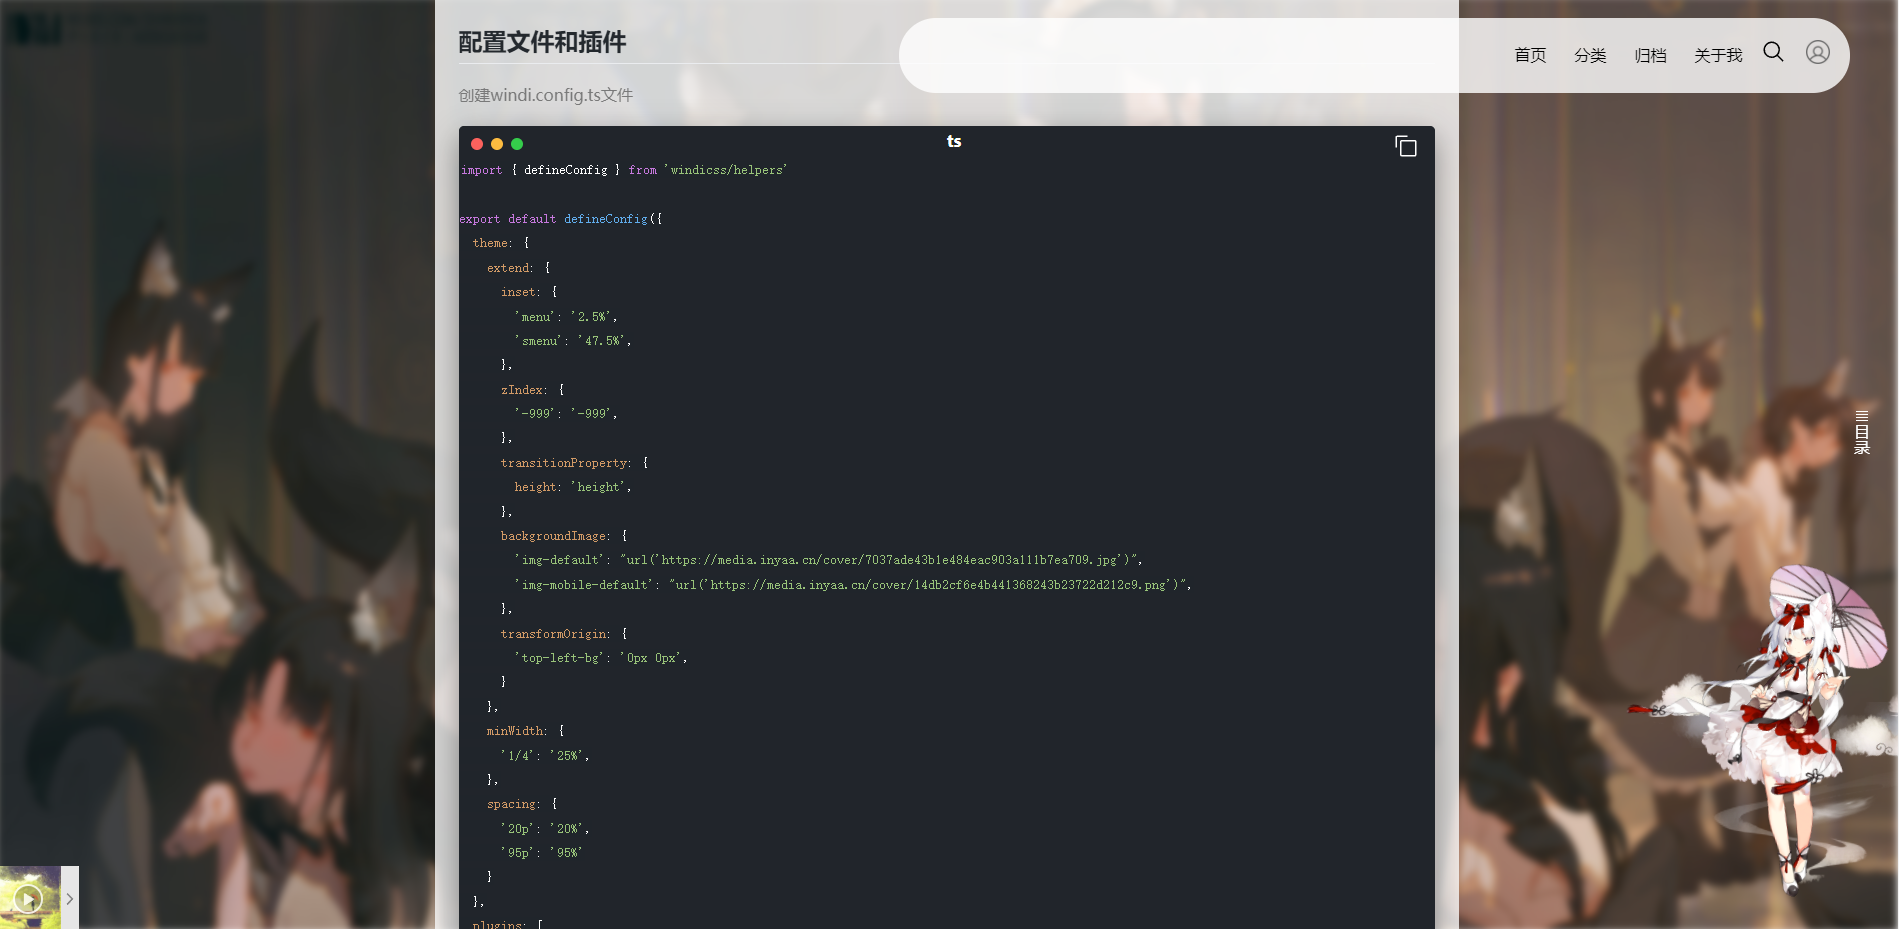 配置文件和插件
首页 分类 归档 关于我
创建windi.config.ts文件
ts
import { defineConfig } from 'windicss/helpers'
export default defineConfig({
theme: {
extend: {
inset: {
'menu': '2.5%',
'smenu': '47.5%',
},
zIndex: {
'-999': '-999',
},
transitionProperty: {
height: 'height',
},
backgroundImage: {
'img-default': "url('https://media.inyaa.cn/cover/7037ade43b1e484eac903a111b7ea709.jpg')",
'img-mobile-default': "url('https://media.inyaa.cn/cover/14db2cf6e4b441368243b23722d212c9.png')",
},
transformOrigin: {
'top-left-bg': '0px 0px',
}
},
minWidth: {
'1/4': '25%',
},
spacing: {
'20p': '20%',
'95p': '95%'
}
},
plugins: [
目录